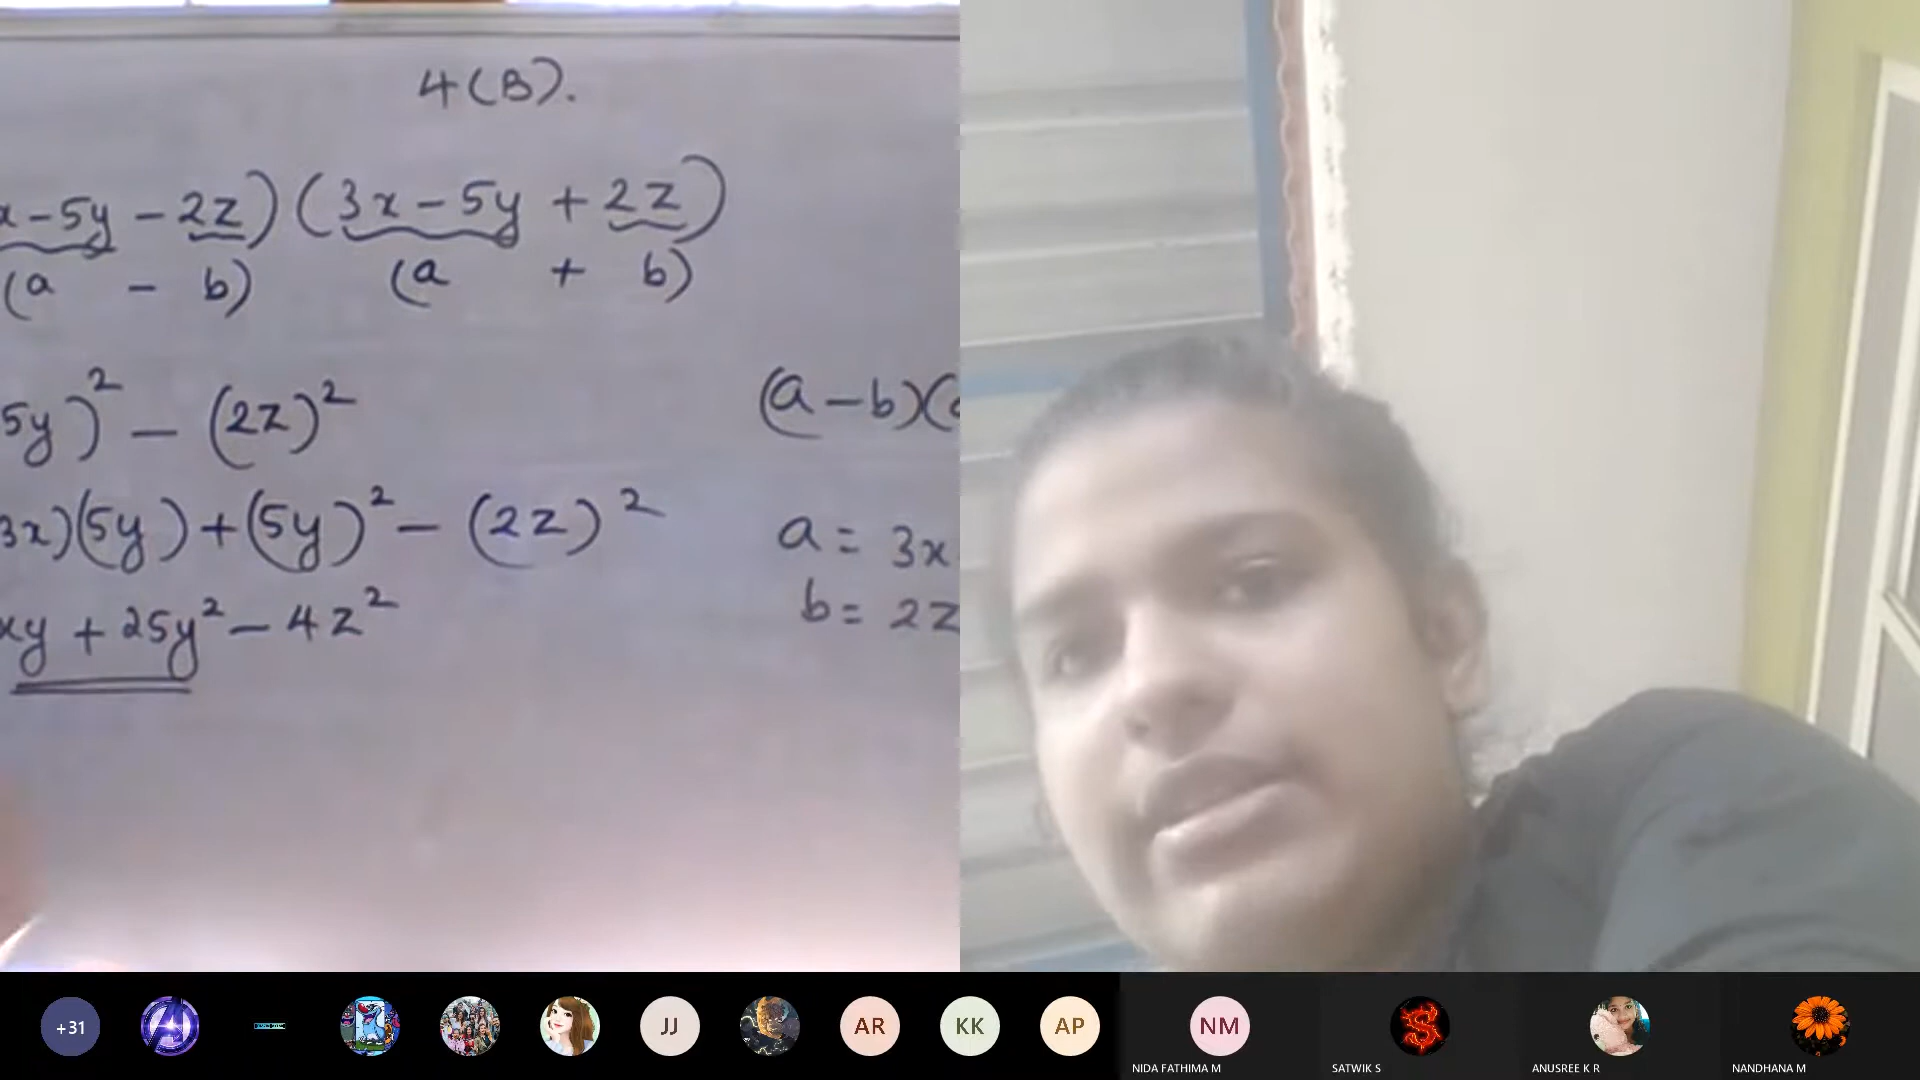 4(B).
x-5y-2z)(3x-5y+2z)
(a - b) (a + b)
5y)² - (2z)²
(a-b)(
3x)(5y)+(5y)²-(2z)²
a = 3x
xy + 25y² - 4z²
b = 2z
+31
JJ
AR
KK
AP
NM
NIDA FATHIMA M
SATWIK S
ANUSREE K R
NANDHANA M